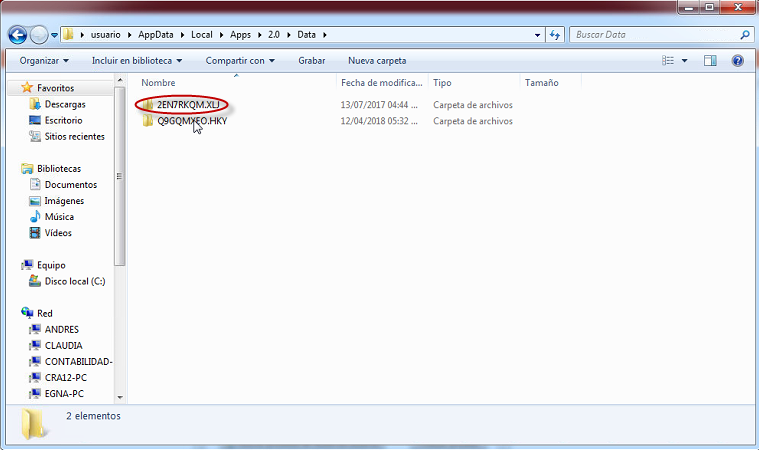 usuario ▸ AppData ▸ Local ▸ Apps ▸ 2.0 ▸ Data ▸
Buscar Data
Organizar Incluir en biblioteca Compartir con Grabar Nueva carpeta
Nombre Fecha de modifica... Tipo Tamaño
Favoritos
Descargas
Escritorio
Sitios recientes
Bibliotecas
Documentos
Imágenes
Música
Vídeos
Equipo
Disco local (C:)
Red
ANDRES
CLAUDIA
CONTABILIDAD-
CRA12-PC
EGNA-PC
2EN7RKQM.XLJ 13/07/2017 04:44 ... Carpeta de archivos
12/04/2018 05:32 ... Carpeta de archivos
2 elementos